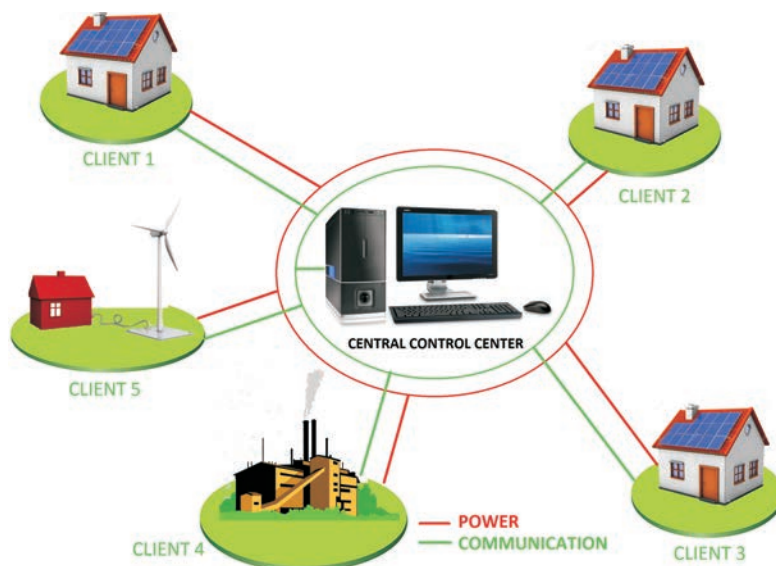 CLIENT 1
CLIENT 2
CENTRAL CONTROL CENTER
CLIENT 5
CLIENT 4
POWER
COMMUNICATION
CLIENT 3